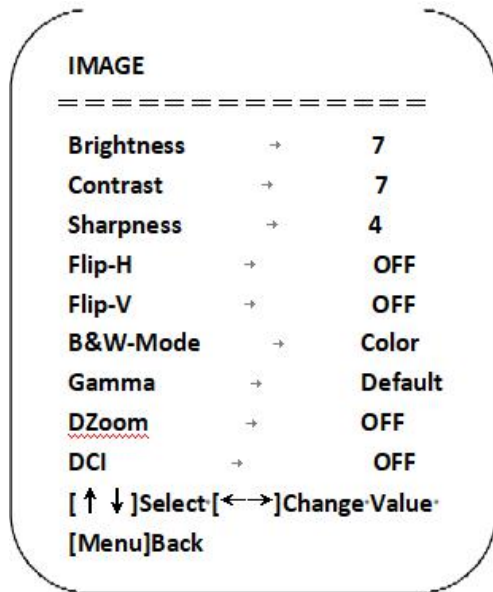 IMAGE
====================
Brightness → 7
Contrast → 7
Sharpness → 4
Flip-H → OFF
Flip-V → OFF
B&W-Mode → Color
Gamma → Default
DZoom → OFF
DCI → OFF
[↑↓]Select [←→]Change Value
[Menu]Back